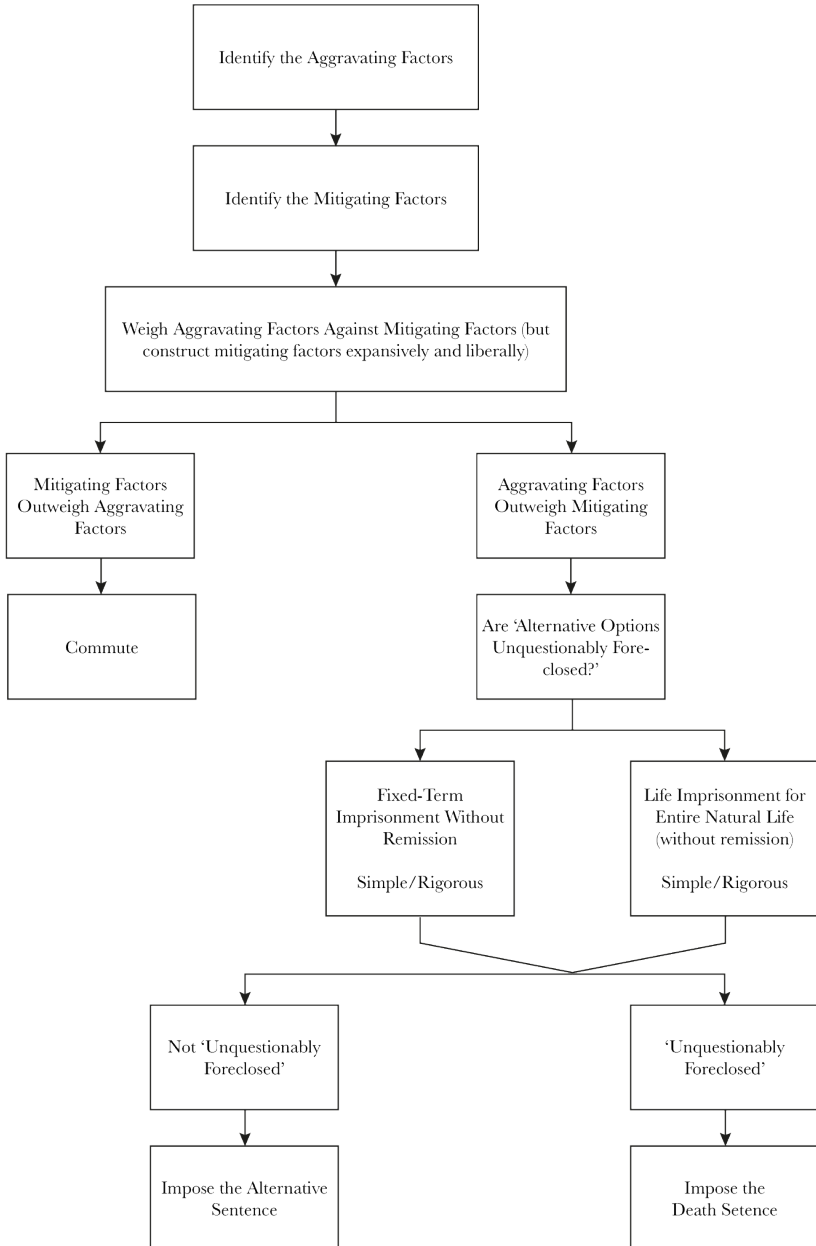 Identify the Aggravating Factors
Identify the Mitigating Factors
Weigh Aggravating Factors Against Mitigating Factors (but
construct mitigating factors expansively and liberally)
Mitigating Factors
Outweigh Aggravating
Factors
Aggravating Factors
Outweigh Mitigating
Factors
Commute
Are ‘Alternative Options
Unquestionably Fore-
closed?’
Fixed-Term
Imprisonment Without
Remission
Simple/Rigorous
Life Imprisonment for
Entire Natural Life
(without remission)
Simple/Rigorous
Not ‘Unquestionably
Foreclosed’
‘Unquestionably
Foreclosed’
Impose the Alternative
Sentence
Impose the
Death Setence